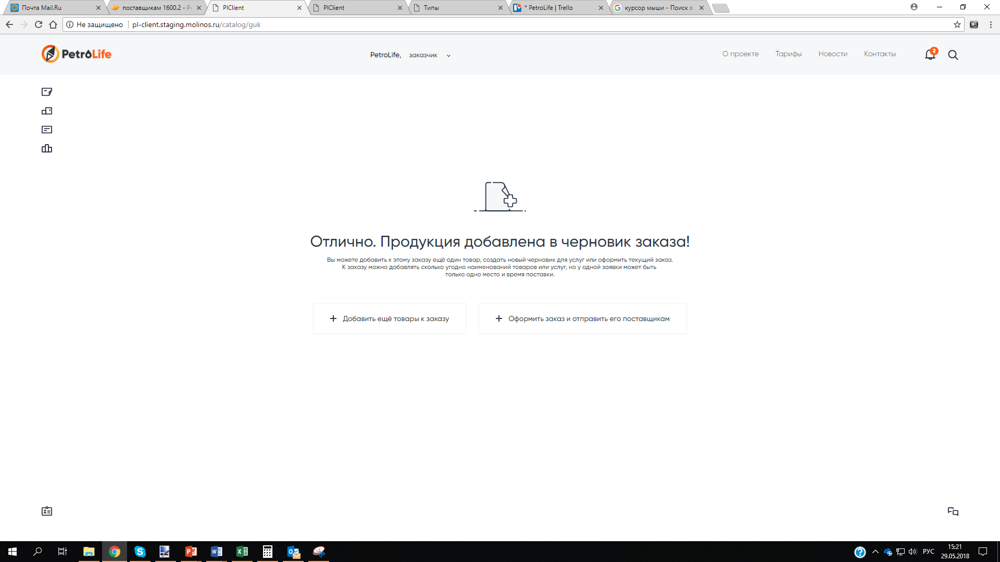 Почта Mail.Ru
поставщикам 1600.2 - Ре
PlClient
PlClient
Типы
* PetroLife | Trello
курсор мыши - Поиск в
Не защищено
pl-client.staging.molinos.ru/catalog/guk
PetroLife
PetroLife, заказчик
О проекте
Тарифы
Новости
Контакты
2
Отлично. Продукция добавлена в черновик заказа!
Вы можете добавить к этому заказу ещё один товар, создать новый черновик для услуг или оформить текущий заказ.
К заказу можно добавлять сколько угодно наименований товаров или услуг, но у одной заявки может быть
только одно место и время поставки.
Добавить ещё товары к заказу
Оформить заказ и отправить его поставщикам
РУС
15:21
29.05.2018